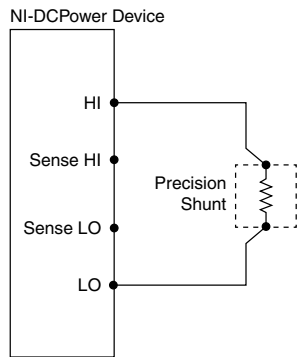 NI-DCPower Device
HI
Sense HI
Precision
Shunt
Sense LO
LO